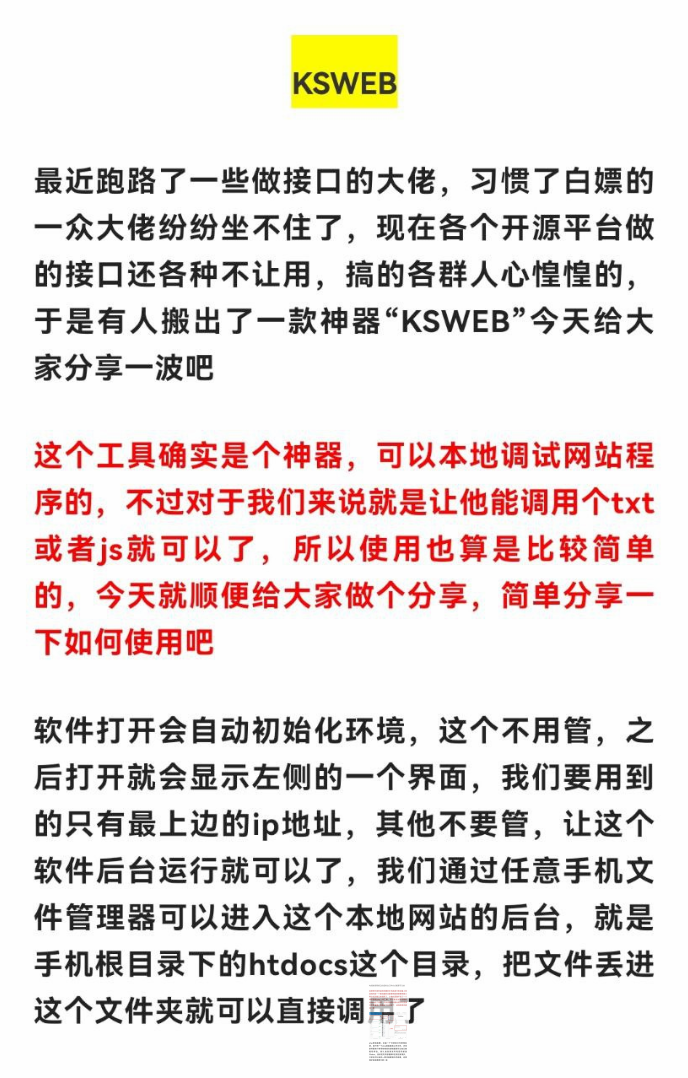 KSWEB
最近跑路了一些做接口的大佬，习惯了白嫖的
一众大佬纷纷坐不住了，现在各个开源平台做
的接口还各种不让用，搞的各群人心惶惶的，
于是有人搬出了一款神器“KSWEB”今天给大
家分享一波吧
这个工具确实是个神器，可以本地调试网站程
序的，不过对于我们来说就是让他能调用个txt
或者js就可以了，所以使用也算是比较简单
的，今天就顺便给大家做个分享，简单分享一
下如何使用吧
软件打开会自动初始化环境，这个不用管，之
后打开就会显示左侧的一个界面，我们要用到
的只有最上边的ip地址，其他不要管，让这个
软件后台运行就可以了，我们通过任意手机文
件管理器可以进入这个本地网站的后台，就是
手机根目录下的htdocs这个目录，把文件丢进
这个文件夹就可以直接调用了